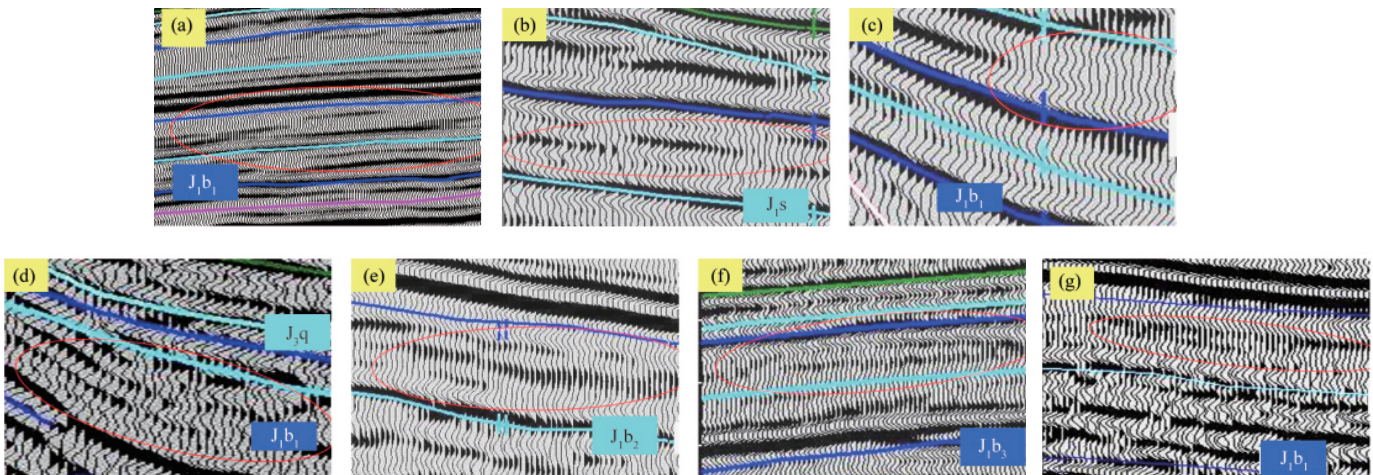 (a)
J₁b₁
(b)
J₁s
(c)
J₁b₁
(d)
J₃q
J₁b₁
(e)
J₁b₂
(f)
J₁b₃
(g)
J₁b₁